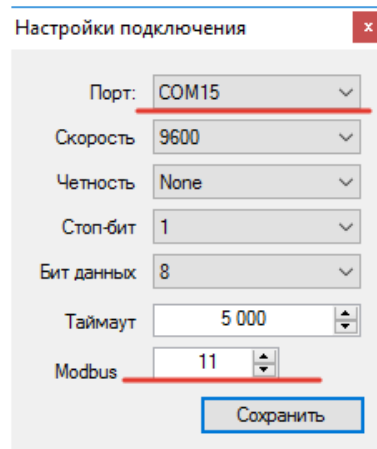 Настройки подключения x
Порт: COM15
Скорость 9600
Четность None
Стоп-бит 1
Бит данных 8
Таймаут 5 000
Modbus 11
Сохранить